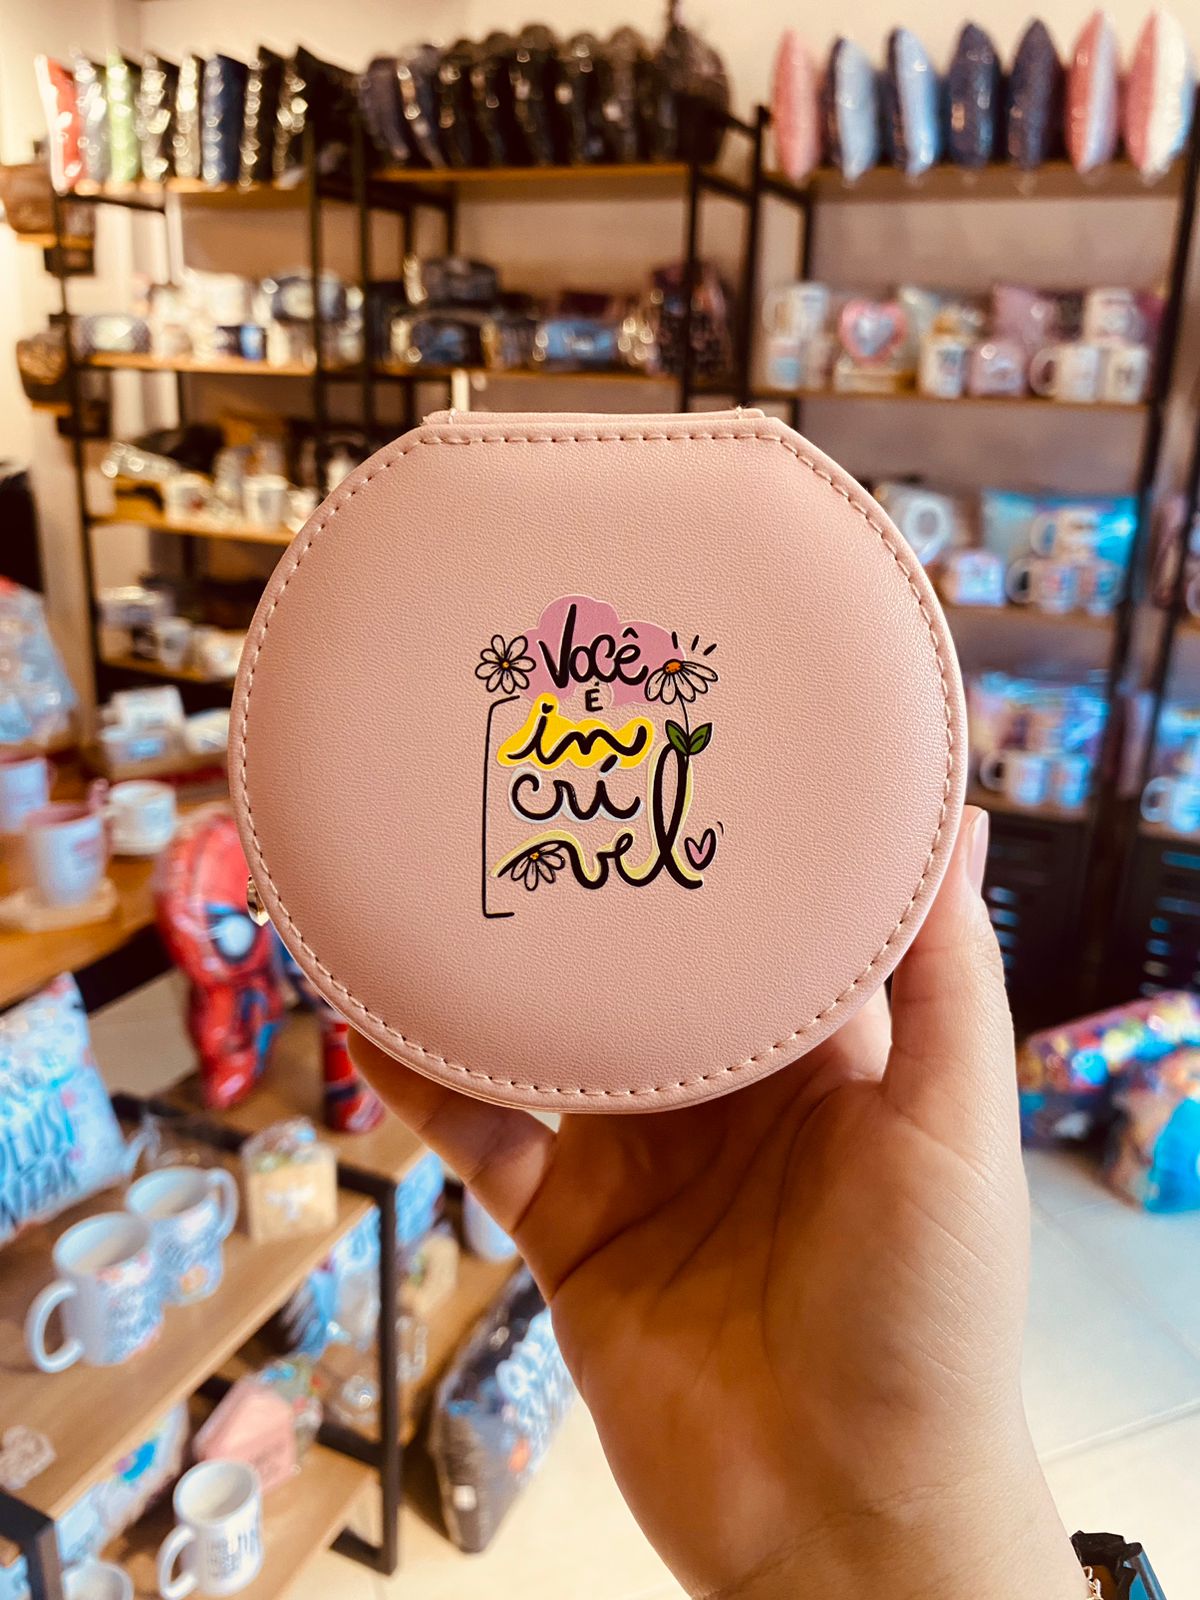 Você
É
in
crí
vel